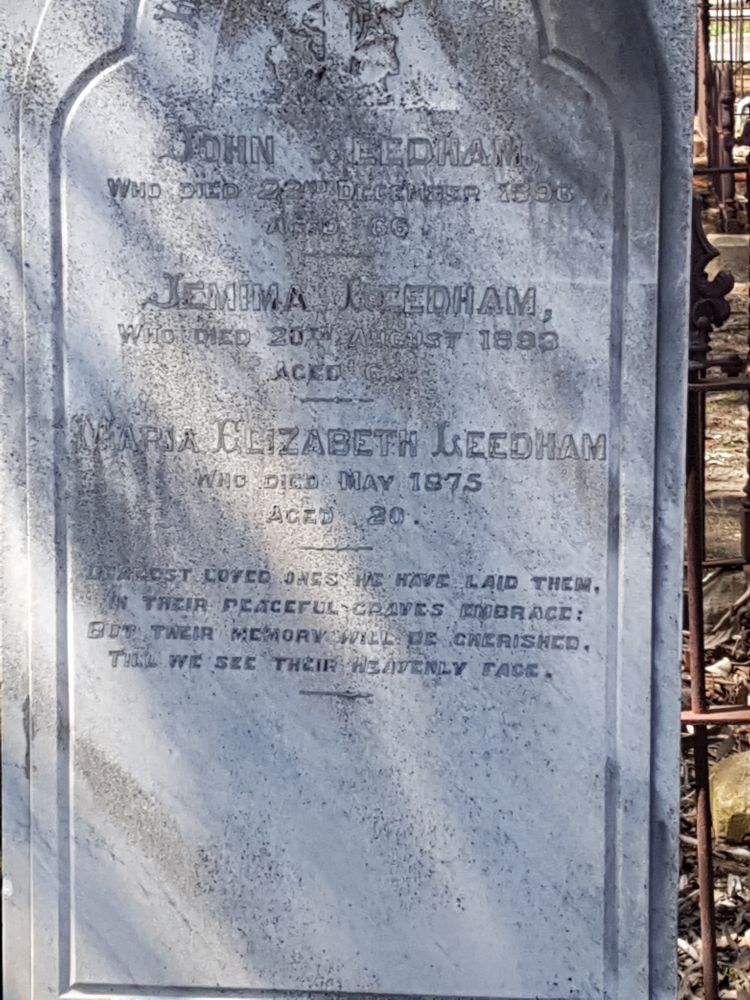 John Leedham,
Who died 22nd December
Aged 66.
Jemima Leedham,
Who died 20th August
Aged
Maria Elizabeth Leedham
Who died May 1875
Aged 20.
Dearest loved ones we have laid them,
In their peaceful graves embrace:
But their memory will be cherished,
Till we see their heavenly face.